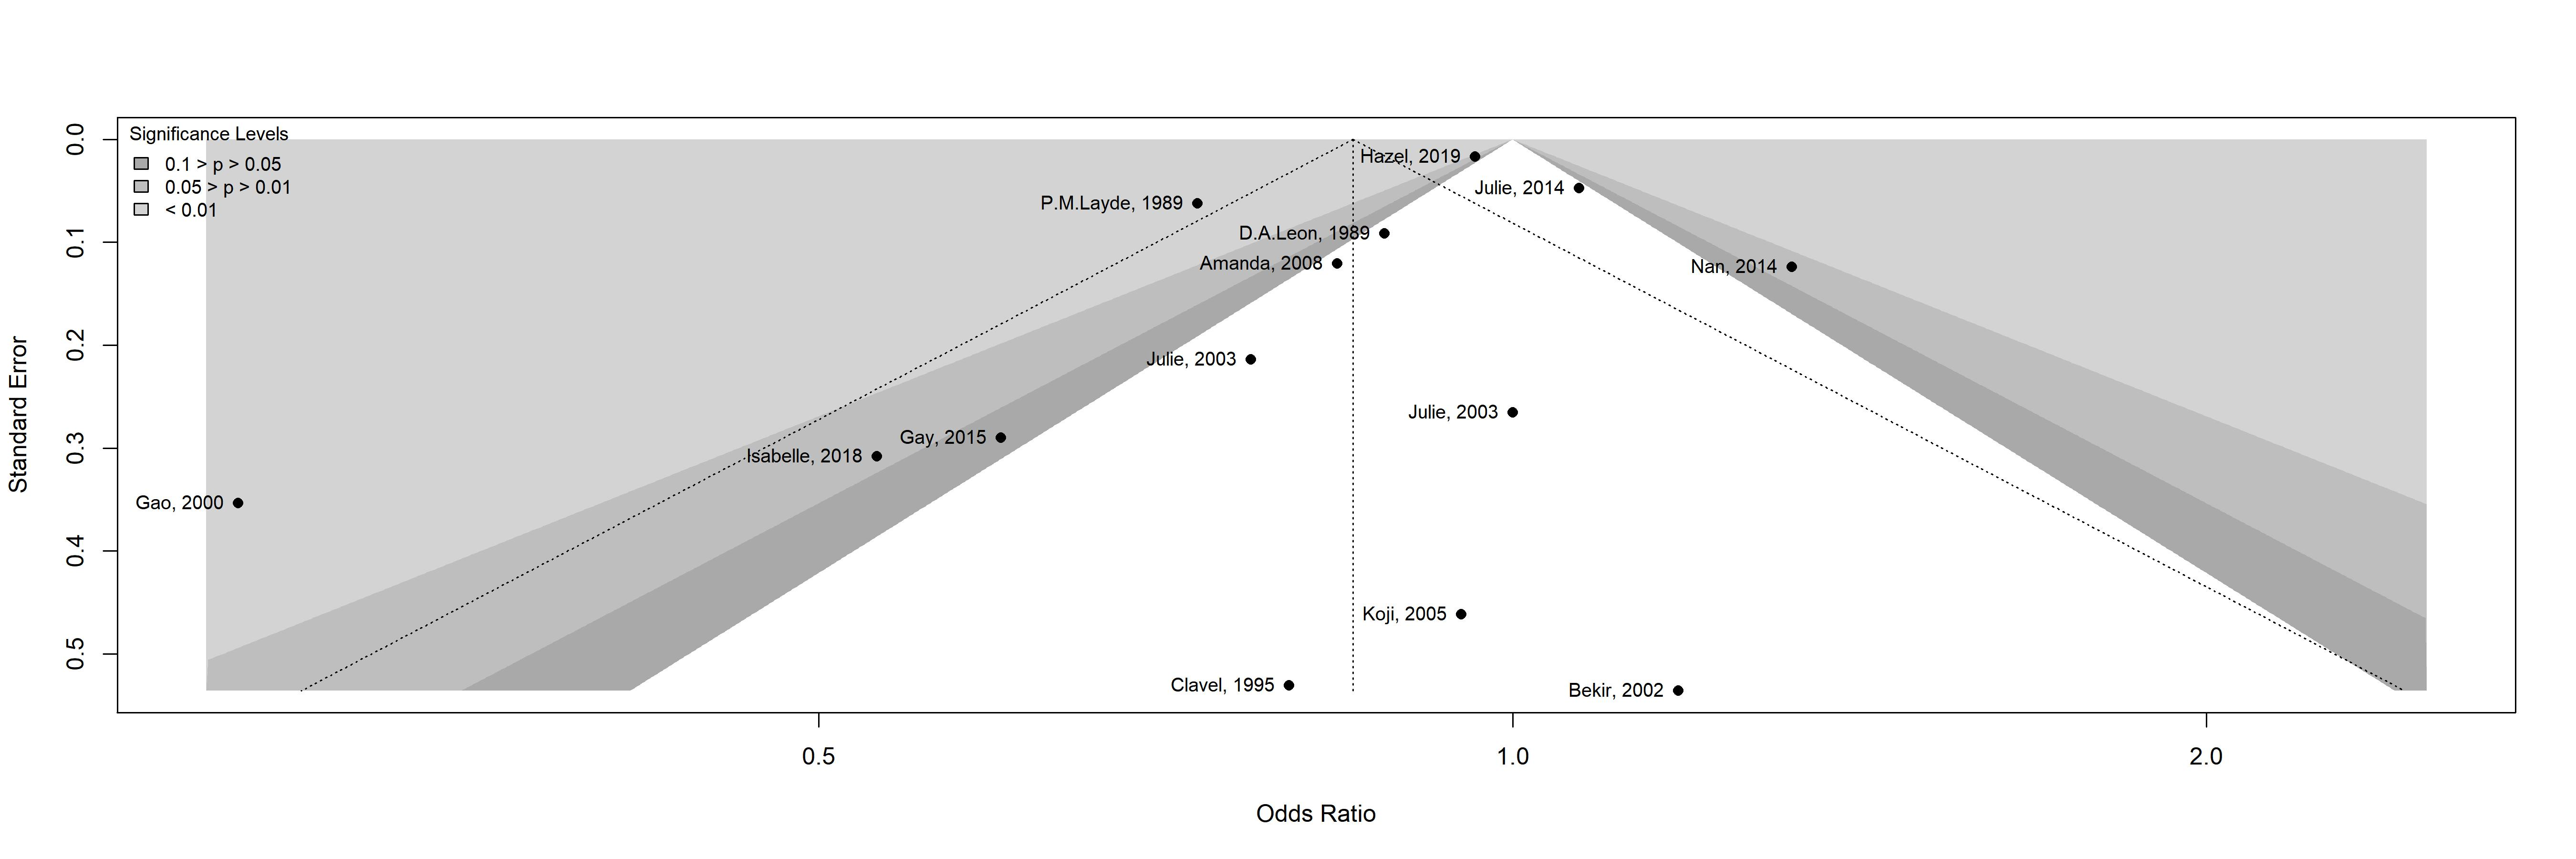 Significance Levels
0.1 > p > 0.05
0.05 > p > 0.01
< 0.01
Hazel, 2019
Julie, 2014
P.M.Layde, 1989
D.A.Leon, 1989
Amanda, 2008
Nan, 2014
Julie, 2003
Julie, 2003
Gay, 2015
Isabelle, 2018
Gao, 2000
Koji, 2005
Clavel, 1995
Bekir, 2002
Standard Error
0.0
0.1
0.2
0.3
0.4
0.5
0.5
1.0
2.0
Odds Ratio